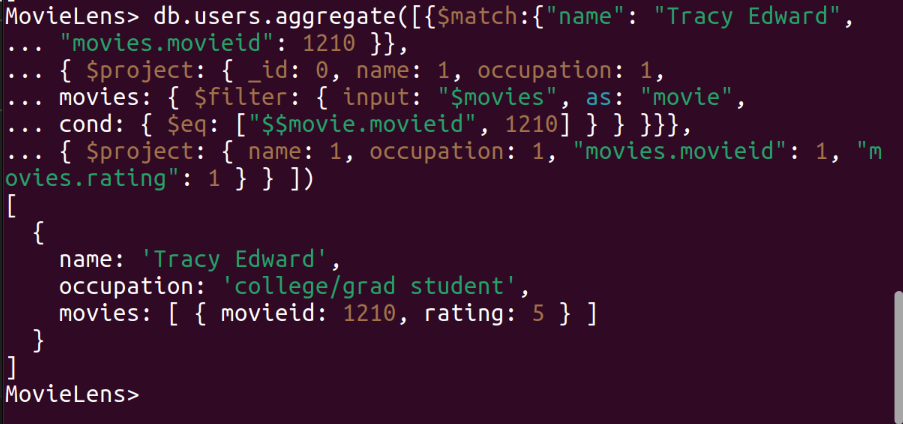 MovieLens> db.users.aggregate([{$match:{"name": "Tracy Edward",
... "movies.movieid": 1210 }},
... { $project: { _id: 0, name: 1, occupation: 1,
... movies: { $filter: { input: "$movies", as: "movie",
... cond: { $eq: ["$$movie.movieid", 1210] } } }}},
... { $project: { name: 1, occupation: 1, "movies.movieid": 1, "m
ovies.rating": 1 } } ])
[
  {
    name: 'Tracy Edward',
    occupation: 'college/grad student',
    movies: [ { movieid: 1210, rating: 5 } ]
  }
]
MovieLens>